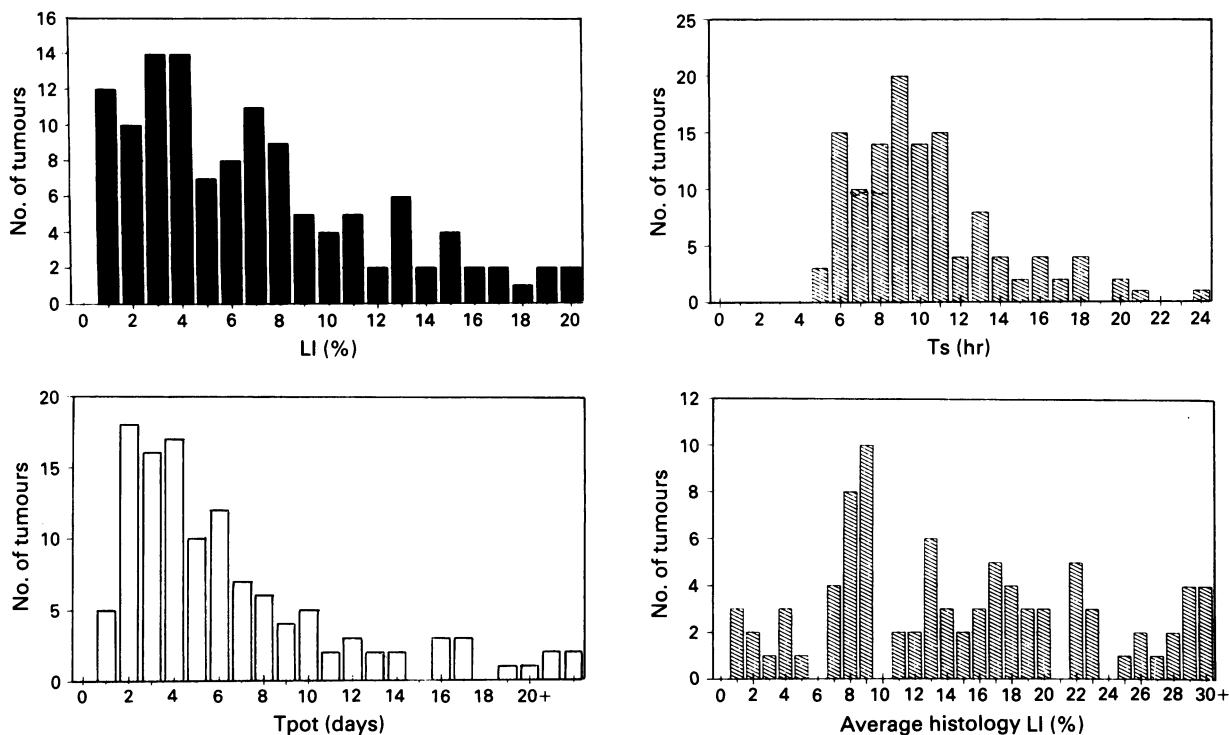 No. of tumours
16
14
12
10
8
6
4
2
0
0 2 4 6 8 10 12 14 16 18 20
LI (%)
No. of tumours
25
20
15
10
5
0
0 2 4 6 8 10 12 14 16 18 20 22 24
Ts (hr)
No. of tumours
20
15
10
5
0
0 2 4 6 8 10 12 14 16 18 20+
Tpot (days)
No. of tumours
12
10
8
6
4
2
0
0 2 4 6 8 10 12 14 16 18 20 22 24 26 28 30+
Average histology LI (%)